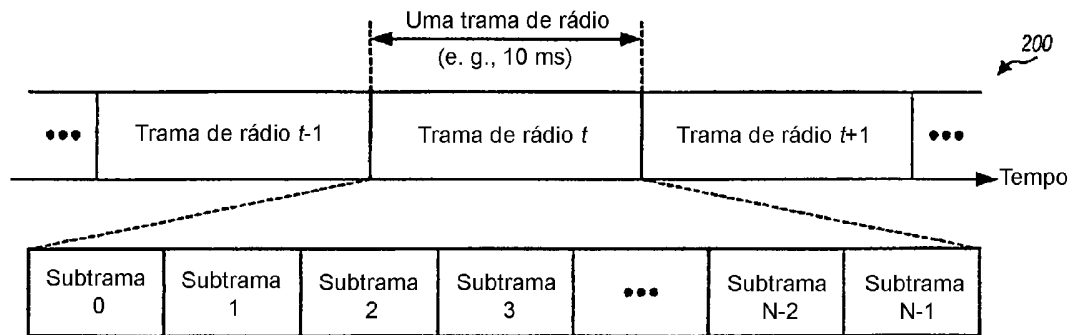 Uma trama de rádio
(e. g., 10 ms)
200
••• Trama de rádio t-1 Trama de rádio t Trama de rádio t+1 •••
Tempo
Subtrama 0
Subtrama 1
Subtrama 2
Subtrama 3
•••
Subtrama N-2
Subtrama N-1